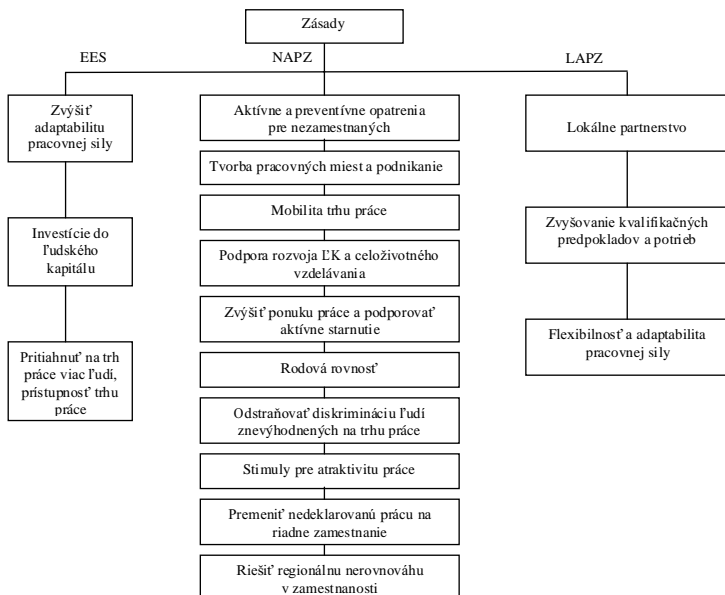 Zásady
EES
NAPZ
LAPZ
Zvýšiť
adaptabilitu
pracovnej sily
Investície do
ľudského
kapitálu
Pritiahnuť na trh
práce viac ľudí,
prístupnosť trhu
práce
Aktívne a preventívne opatrenia
pre nezamestnaných
Tvorba pracovných miest a podnikanie
Mobilita trhu práce
Podpora rozvoja ĽK a celoživotného
vzdelávania
Zvýšiť ponuku práce a podporovať
aktívne starnutie
Rodová rovnosť
Odstraňovať diskrimináciu ľudí
znevýhodnených na trhu práce
Stimuly pre atraktivitu práce
Premeniť nedeklarovanú prácu na
riadne zamestnanie
Riešiť regionálnu nerovnováhu
v zamestnanosti
Lokálne partnerstvo
Zvyšovanie kvalifikačných
predpokladov a potrieb
Flexibilnosť a adaptabilita
pracovnej sily